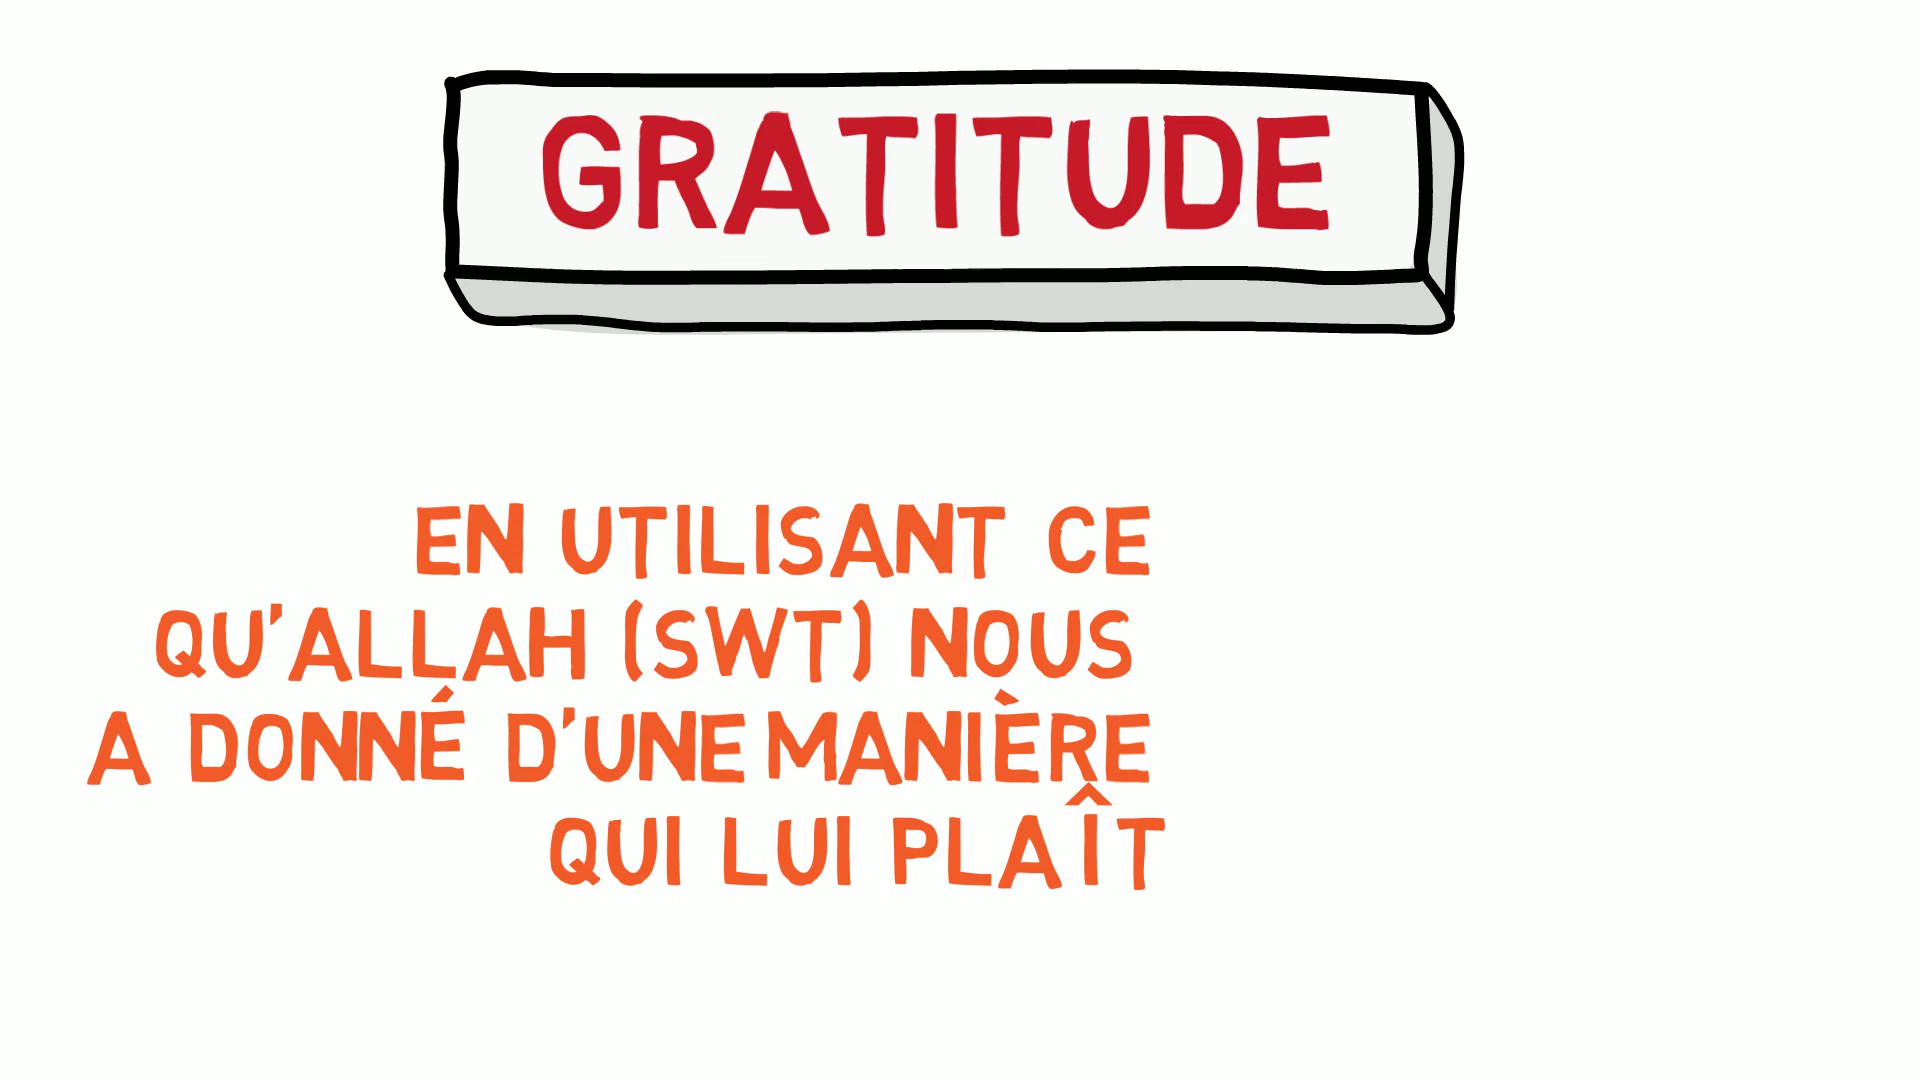 GRATITUDE
EN UTILISANT CE
QU'ALLAH (SWT) NOUS
A DONNÉ D'UNE MANIÈRE
QUI LUI PLAÎT